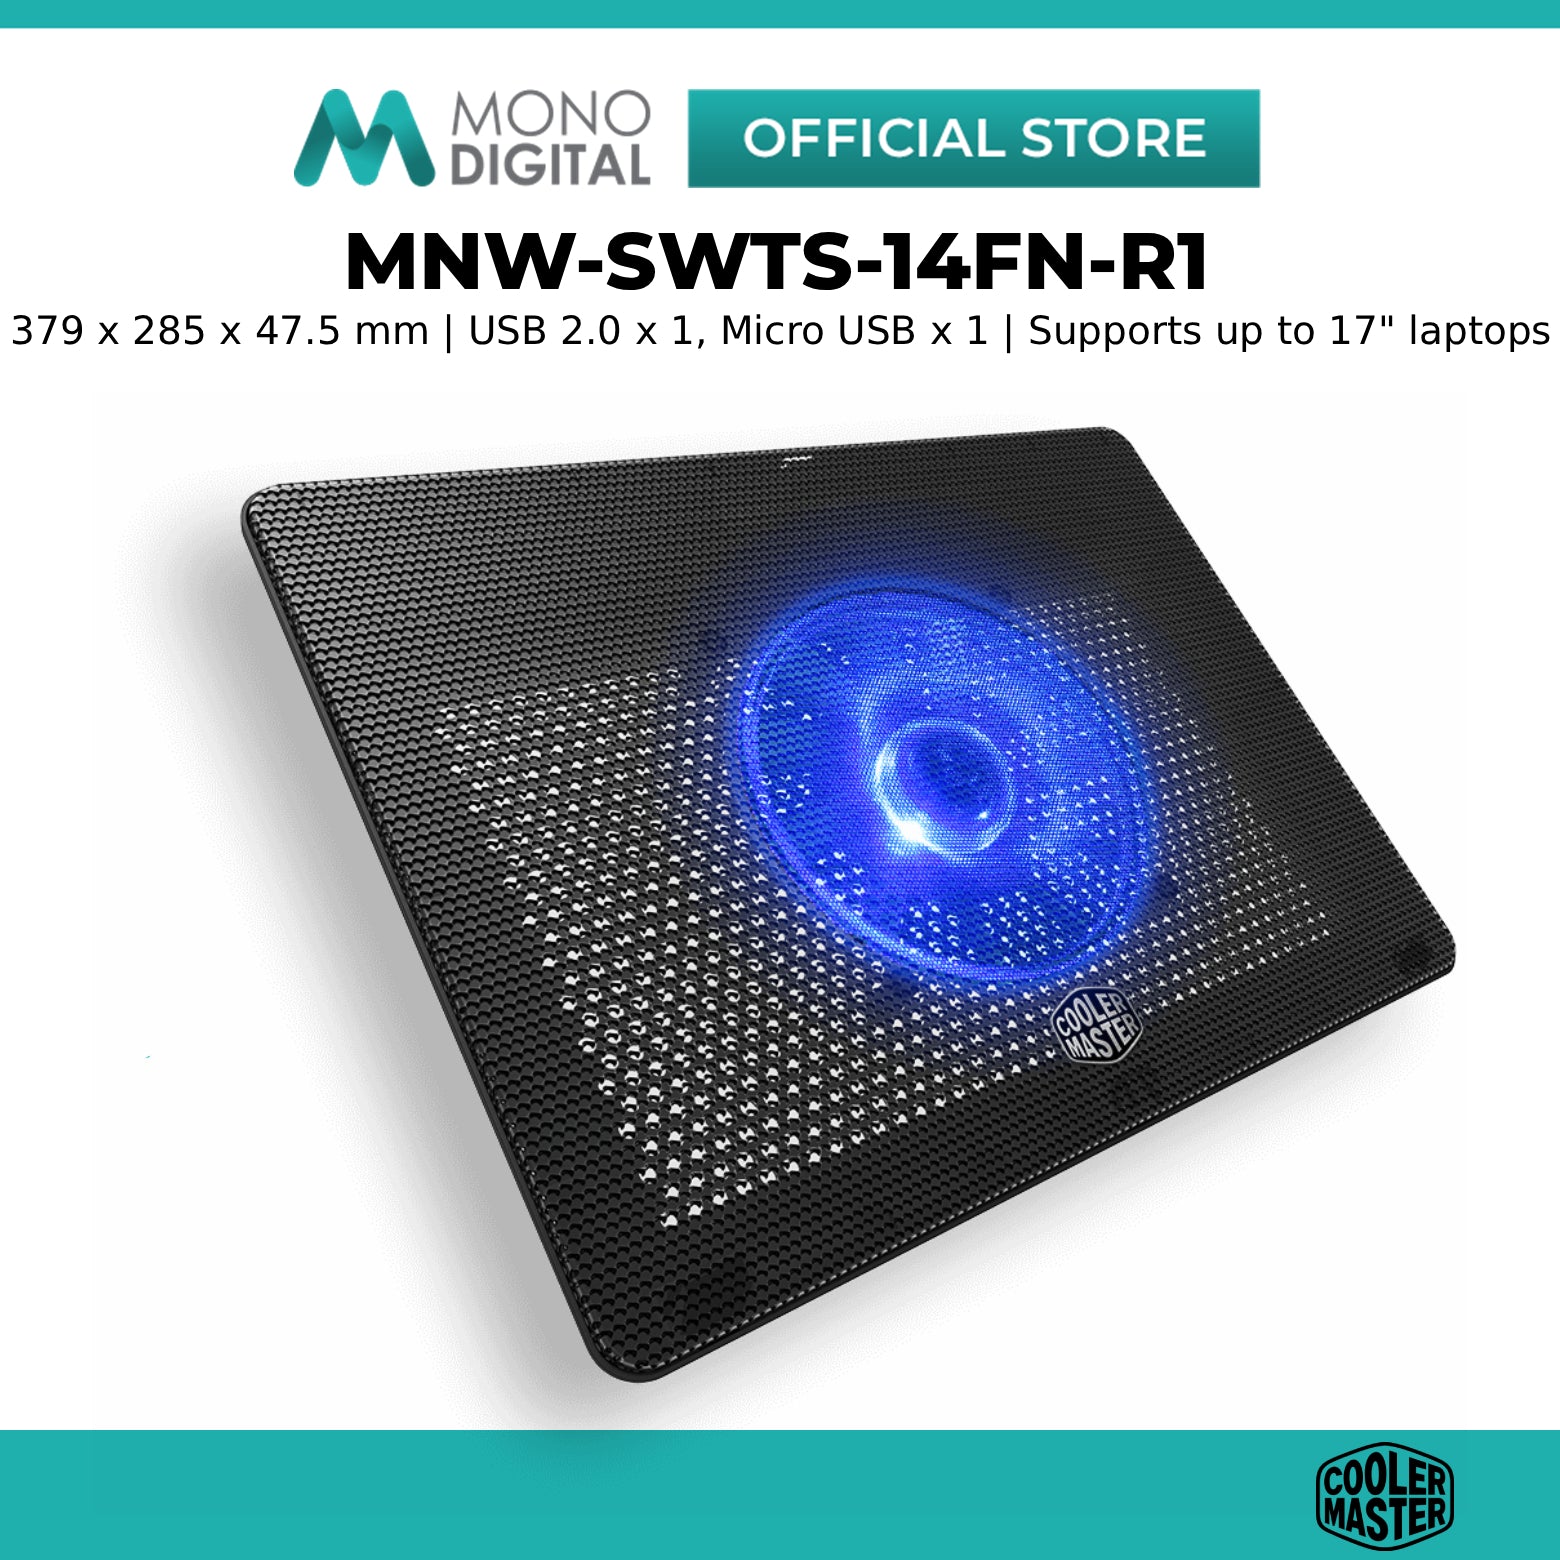 MONO
DIGITAL
OFFICIAL STORE
MNW-SWTS-14FN-R1
379 x 285 x 47.5 mm | USB 2.0 x 1, Micro USB x 1 | Supports up to 17" laptops
COOLER
MASTER
COOLER
MASTER